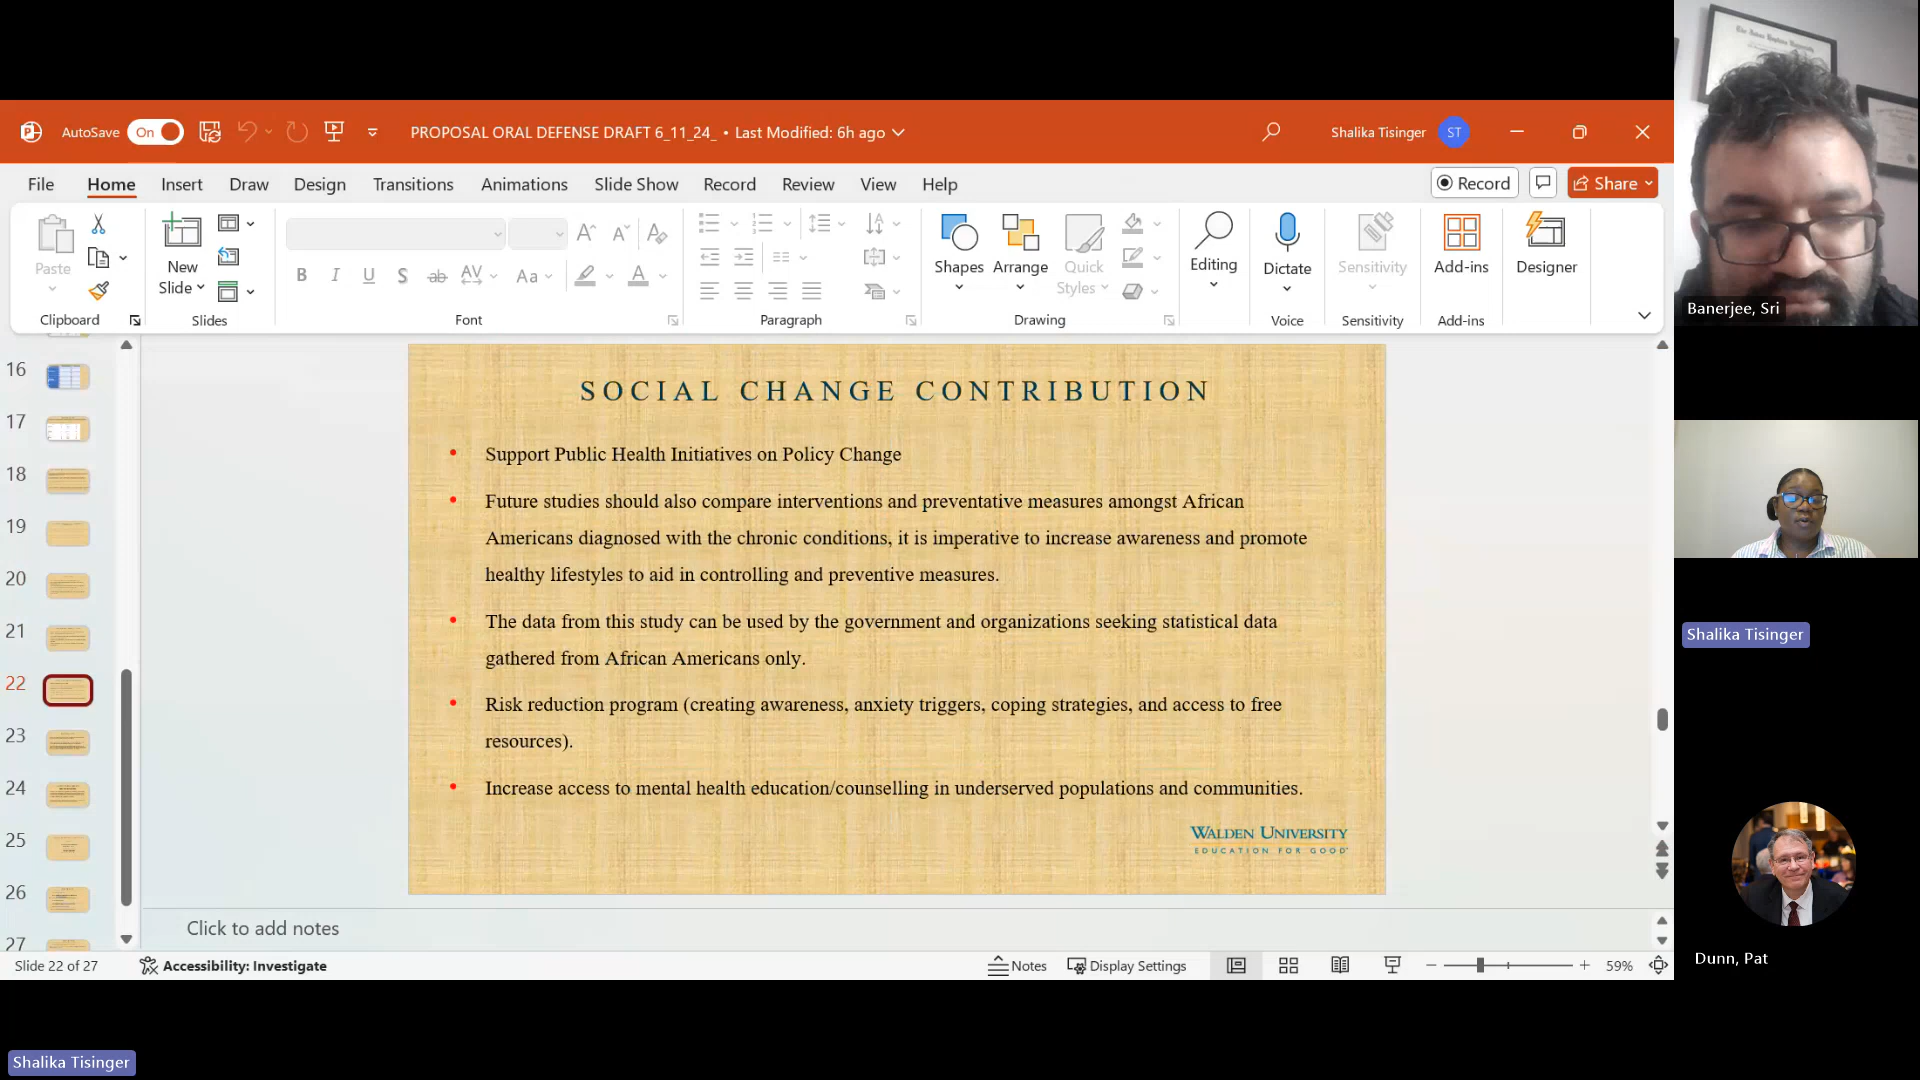 AutoSave
On
PROPOSAL ORAL DEFENSE DRAFT 6_11_24_ • Last Modified: 6h ago
Shalika Tisinger
ST
File
Home
Insert
Draw
Design
Transitions
Animations
Slide Show
Record
Review
View
Help
Record
Share
Paste
New
Slide
B
I
U
S
ab
AV
Aa
A
Shapes
Arrange
Quick
Styles
Editing
Dictate
Sensitivity
Add-ins
Designer
Clipboard
Slides
Font
Paragraph
Drawing
Voice
Sensitivity
Add-ins
16
17
18
19
20
21
22
23
24
25
26
27
SOCIAL CHANGE CONTRIBUTION
• Support Public Health Initiatives on Policy Change
• Future studies should also compare interventions and preventative measures amongst African
Americans diagnosed with the chronic conditions, it is imperative to increase awareness and promote
healthy lifestyles to aid in controlling and preventive measures.
• The data from this study can be used by the government and organizations seeking statistical data
gathered from African Americans only.
• Risk reduction program (creating awareness, anxiety triggers, coping strategies, and access to free
resources).
• Increase access to mental health education/counselling in underserved populations and communities.
WALDEN UNIVERSITY
EDUCATION FOR GOOD
Click to add notes
Slide 22 of 27
Accessibility: Investigate
Notes
Display Settings
59%
Banerjee, Sri
Shalika Tisinger
Dunn, Pat
Shalika Tisinger